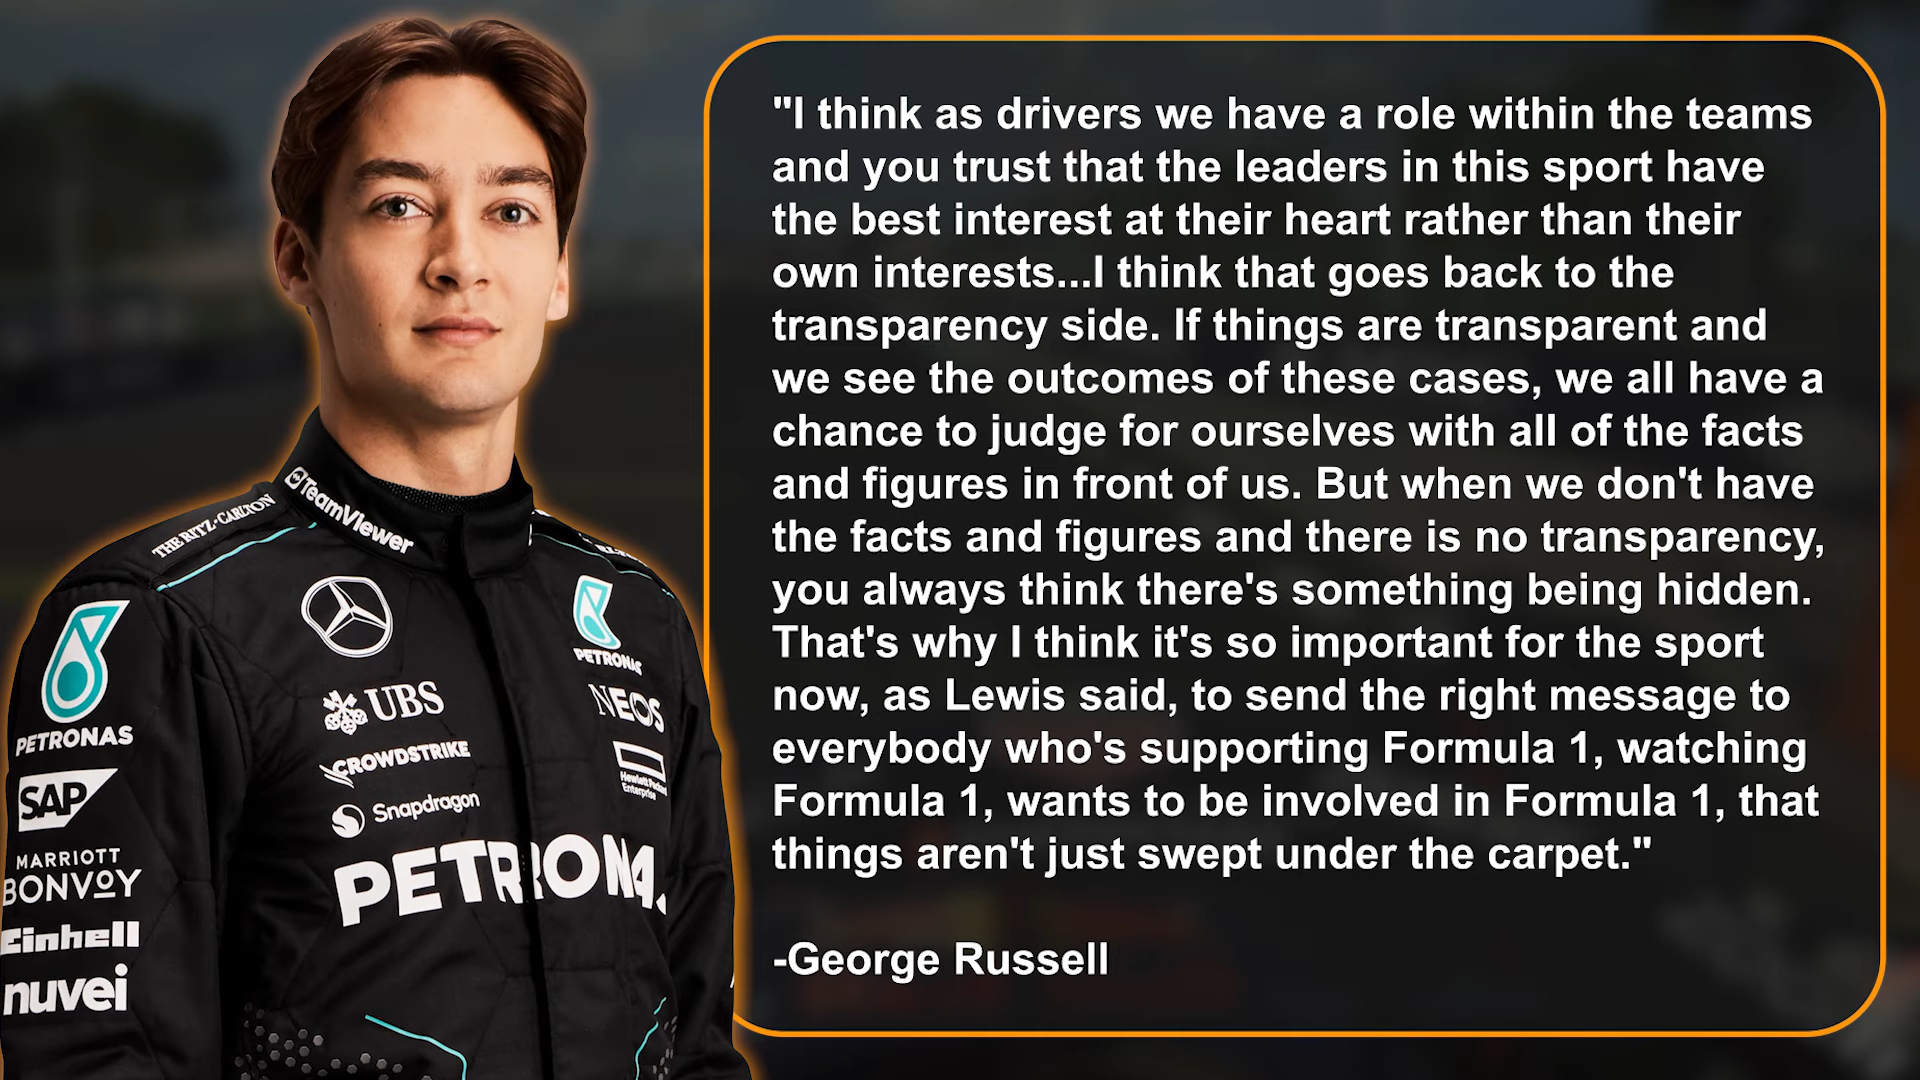 "I think as drivers we have a role within the teams
and you trust that the leaders in this sport have
the best interest at their heart rather than their
own interests...I think that goes back to the
transparency side. If things are transparent and
we see the outcomes of these cases, we all have a
chance to judge for ourselves with all of the facts
and figures in front of us. But when we don't have
the facts and figures and there is no transparency,
you always think there's something being hidden.
That's why I think it's so important for the sport
now, as Lewis said, to send the right message to
everybody who's supporting Formula 1, watching
Formula 1, wants to be involved in Formula 1, that
things aren't just swept under the carpet."
-George Russell
TeamViewer
THE RITZ-CARLTON
PETRONAS
UBS
NEOS
CROWDSTRIKE
Hewlett Pack
Enterprise
Snapdragon
PETRONA
PETRONAS
SAP
MARRIOTT
BONVOY
Einhell
nuvei